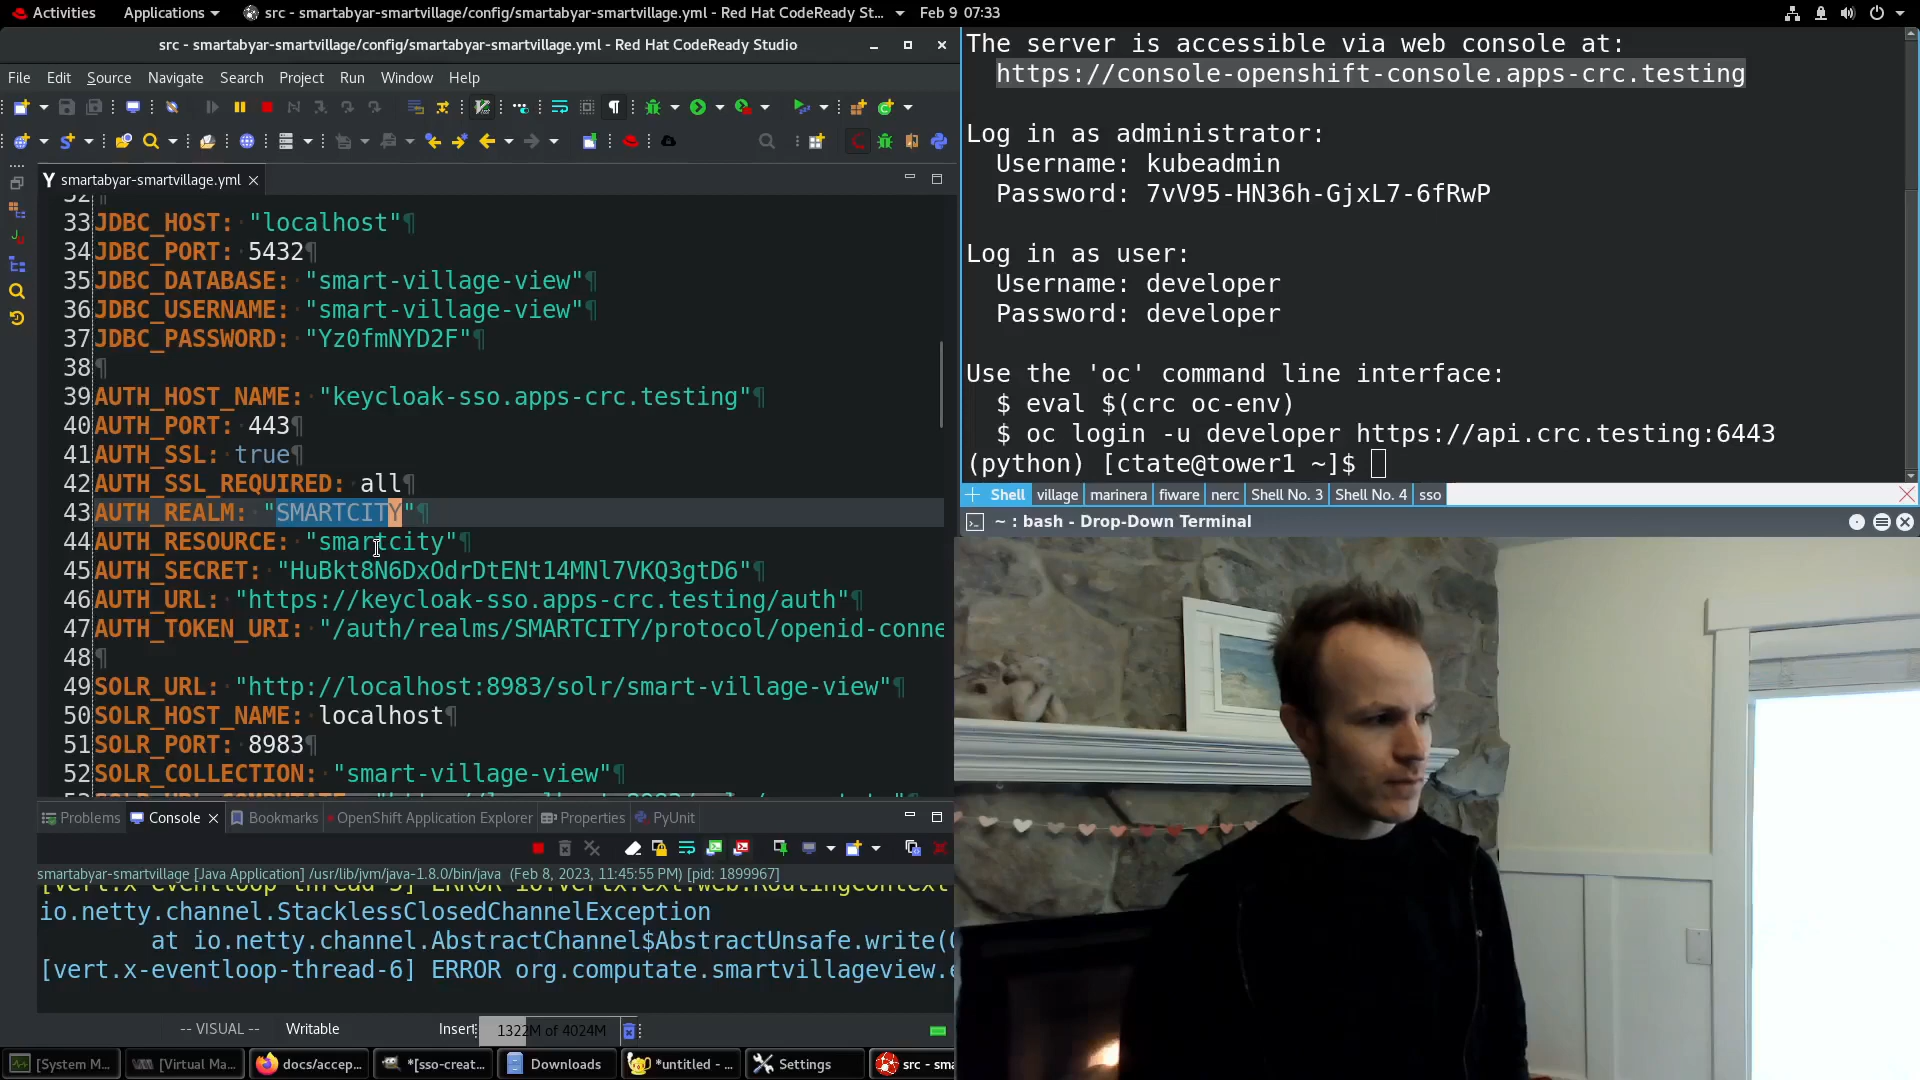 Activities
Applications
src - smartabyar-smartvillage/config/smartabyar-smartvillage.yml - Red Hat CodeReady St...
Feb 9 07:33
src - smartabyar-smartvillage/config/smartabyar-smartvillage.yml - Red Hat CodeReady Studio
File Edit Source Navigate Search Project Run Window Help
smartabyar-smartvillage.yml
32¶
33 JDBC_HOST: "localhost"¶
34 JDBC_PORT: 5432¶
35 JDBC_DATABASE: "smart-village-view"¶
36 JDBC_USERNAME: "smart-village-view"¶
37 JDBC_PASSWORD: "Yz0fmNYD2F"¶
38¶
39 AUTH_HOST_NAME: "keycloak-sso.apps-crc.testing"¶
40 AUTH_PORT: 443¶
41 AUTH_SSL: true¶
42 AUTH_SSL_REQUIRED: all¶
43 AUTH_REALM: "SMARTCITY"¶
44 AUTH_RESOURCE: "smartcity"¶
45 AUTH_SECRET: "HuBkt8N6DxOdrDtENt14MNl7VKQ3gtD6"¶
46 AUTH_URL: "https://keycloak-sso.apps-crc.testing/auth"¶
47 AUTH_TOKEN_URI: "/auth/realms/SMARTCITY/protocol/openid-conne
48¶
49 SOLR_URL: "http://localhost:8983/solr/smart-village-view"¶
50 SOLR_HOST_NAME: localhost¶
51 SOLR_PORT: 8983¶
52 SOLR_COLLECTION: "smart-village-view"¶
Problems Console Bookmarks OpenShift Application Explorer Properties PyUnit
smartabyar-smartvillage [Java Application] /usr/lib/jvm/java-1.8.0/bin/java (Feb 8, 2023, 11:45:55 PM) [pid: 1899967]
[vert.x-eventloop-thread-5] ERROR io.vertx.ext.web.RoutingContext
io.netty.channel.StacklessClosedChannelException
at io.netty.channel.AbstractChannel$AbstractUnsafe.write(O
[vert.x-eventloop-thread-6] ERROR org.computate.smartvillageview.e
-- VISUAL -- Writable Insert 1322M of 4024M
The server is accessible via web console at:
https://console-openshift-console.apps-crc.testing
Log in as administrator:
Username: kubeadmin
Password: 7vV95-HN36h-GjxL7-6fRwP
Log in as user:
Username: developer
Password: developer
Use the 'oc' command line interface:
$ eval $(crc oc-env)
$ oc login -u developer https://api.crc.testing:6443
(python) [ctate@tower1 ~]$
Shell village marinera fiware nerc Shell No. 3 Shell No. 4 sso
~ : bash - Drop-Down Terminal
[System M... [Virtual Ma... docs/accep... *[sso-creat... Downloads *untitled - ... Settings src - sma